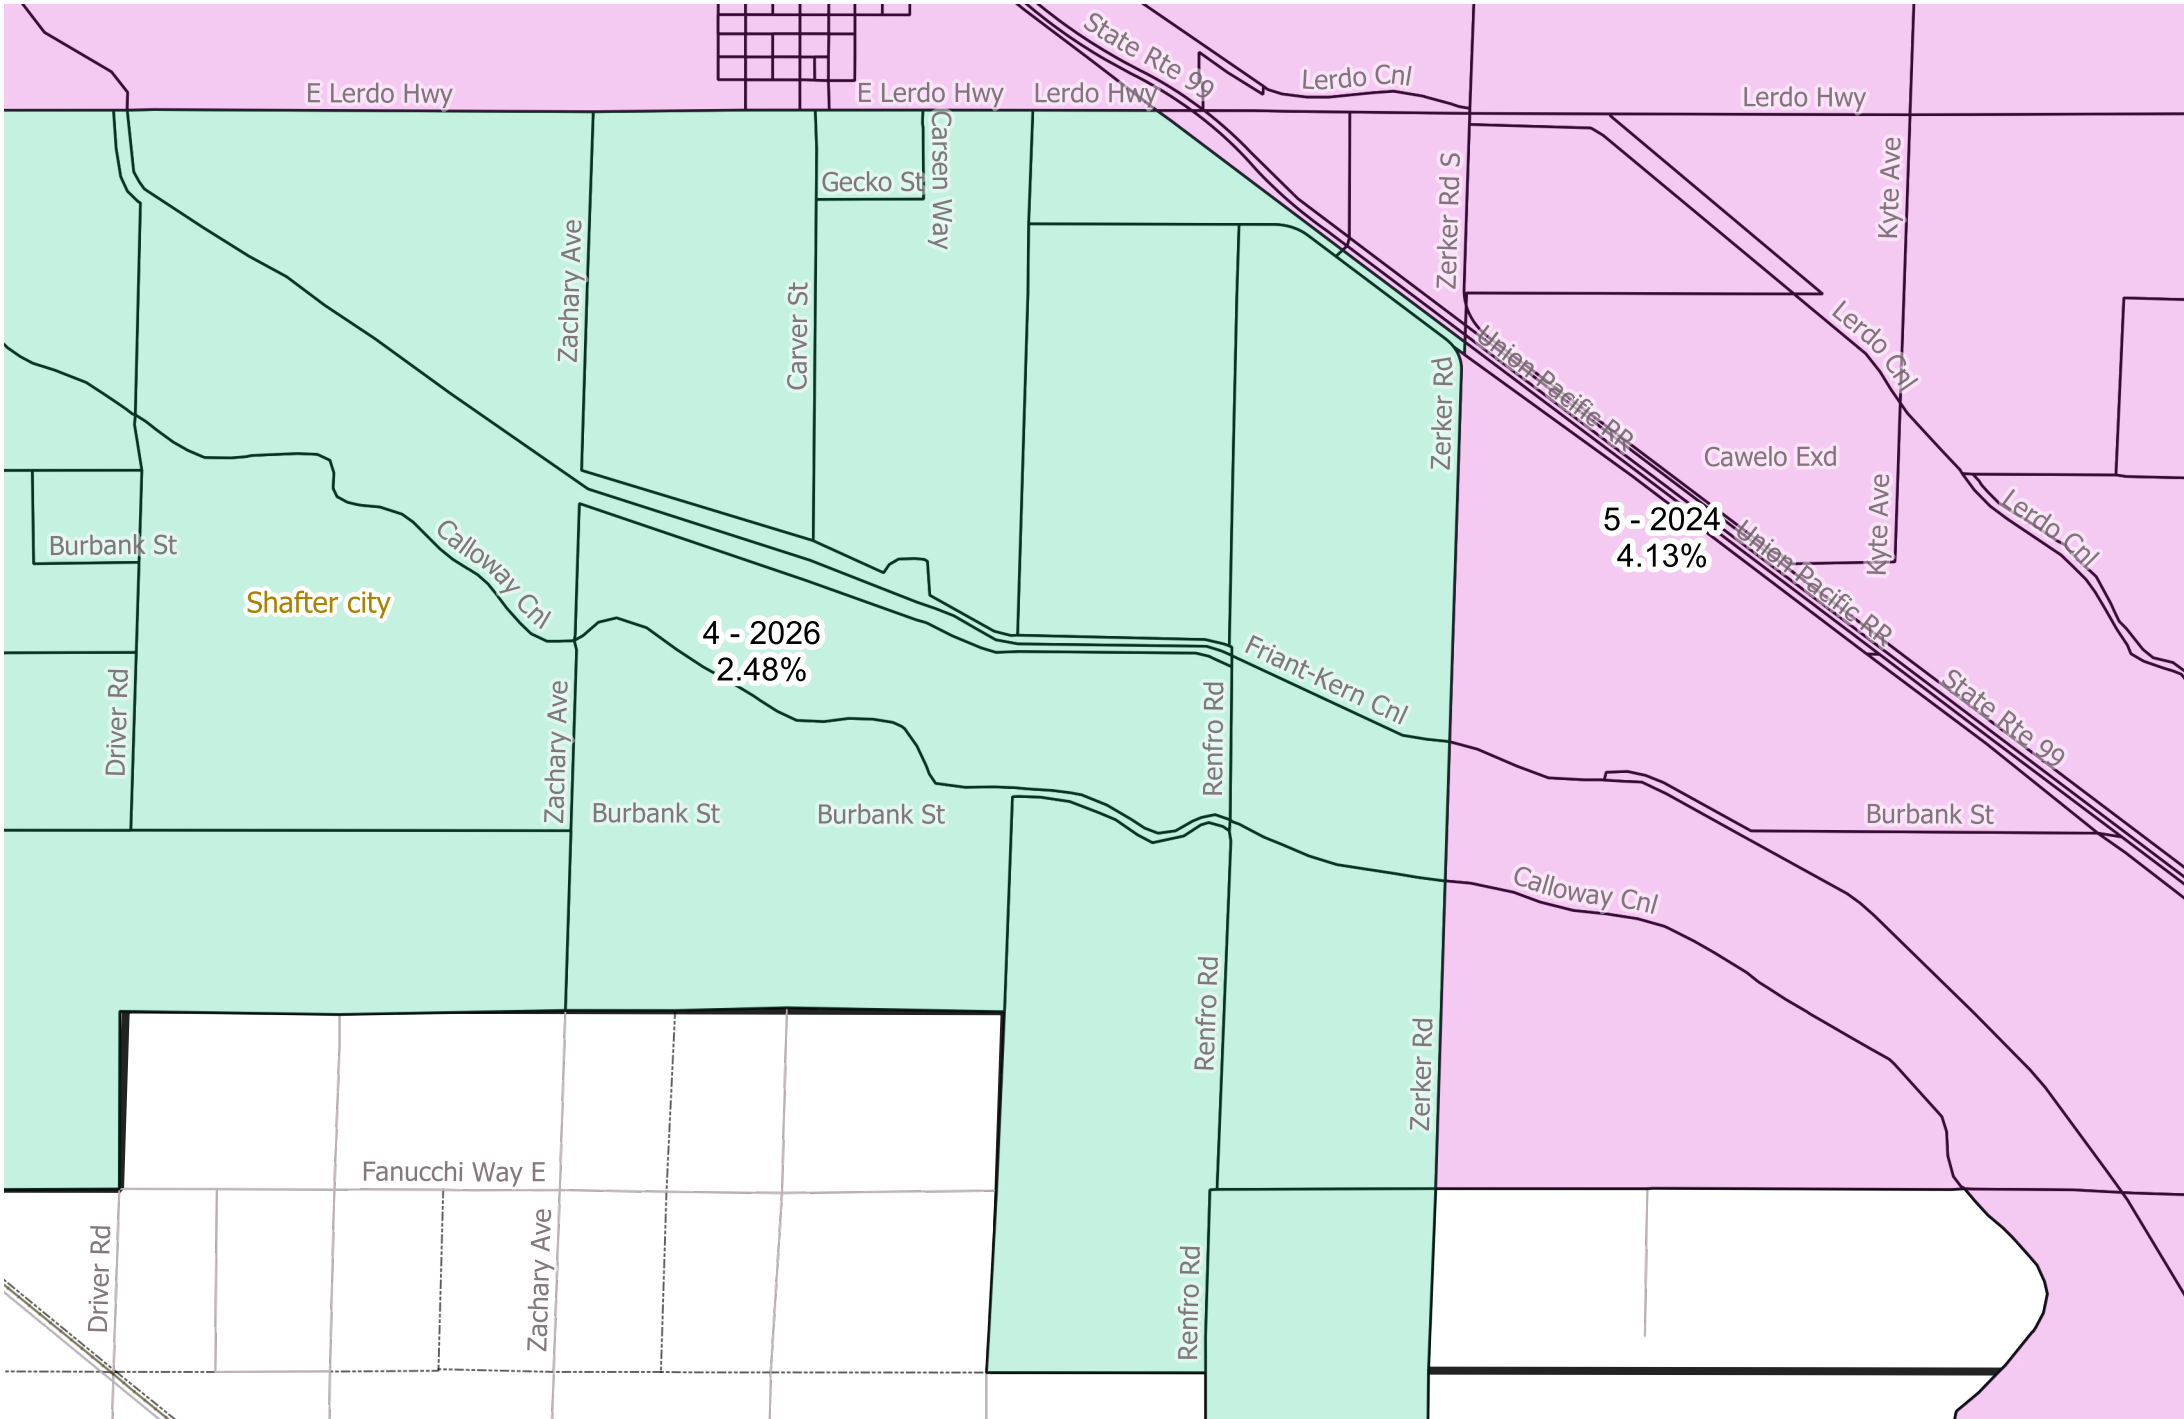 State Rte 99
E Lerdo Hwy
E Lerdo Hwy
Lerdo Hwy
Lerdo Cnl
Lerdo Hwy
Carsen Way
Gecko St
Zachary Ave
Carver St
Zerker Rd S
Kyte Ave
Lerdo Cnl
Zerker Rd
Union Pacific RR
Cawelo Exd
5 - 2024
4.13%
Kyte Ave
Lerdo Cnl
Burbank St
Calloway Cnl
Shafter city
4 - 2026
2.48%
Union Pacific RR
Friant-Kern Cnl
State Rte 99
Driver Rd
Zachary Ave
Renfro Rd
Burbank St
Burbank St
Burbank St
Calloway Cnl
Renfro Rd
Zerker Rd
Fanucchi Way E
Driver Rd
Zachary Ave
Renfro Rd